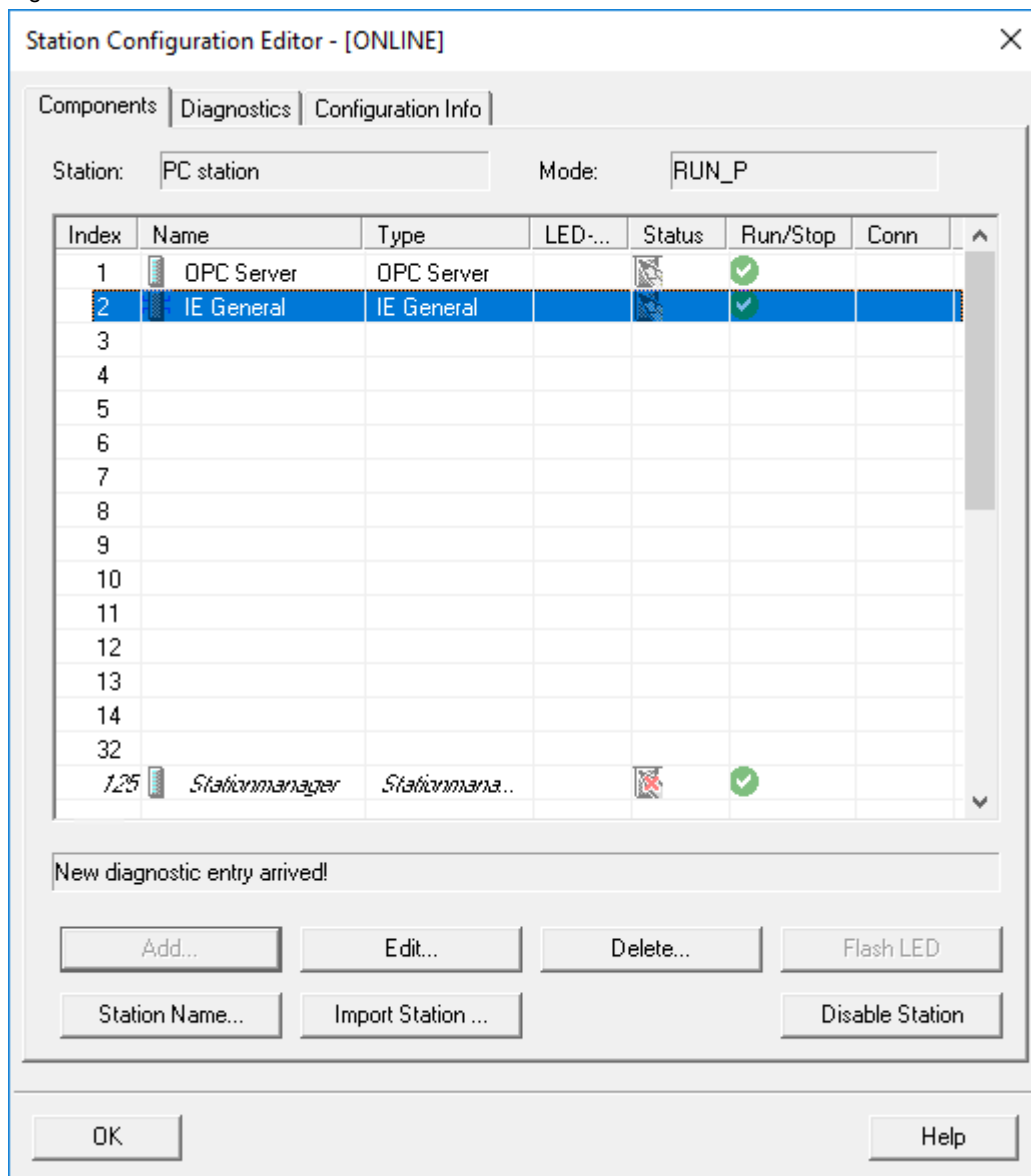 Station Configuration Editor - [ONLINE]
Components Diagnostics Configuration Info
Station: PC station Mode: RUN_P
Index Name Type LED-... Status Run/Stop Conn
1 OPC Server OPC Server
2 IE General IE General
3
4
5
6
7
8
9
10
11
12
13
14
32
125 Stationmanager Stationmana...
New diagnostic entry arrived!
Add... Edit... Delete... Flash LED
Station Name... Import Station ... Disable Station
OK Help